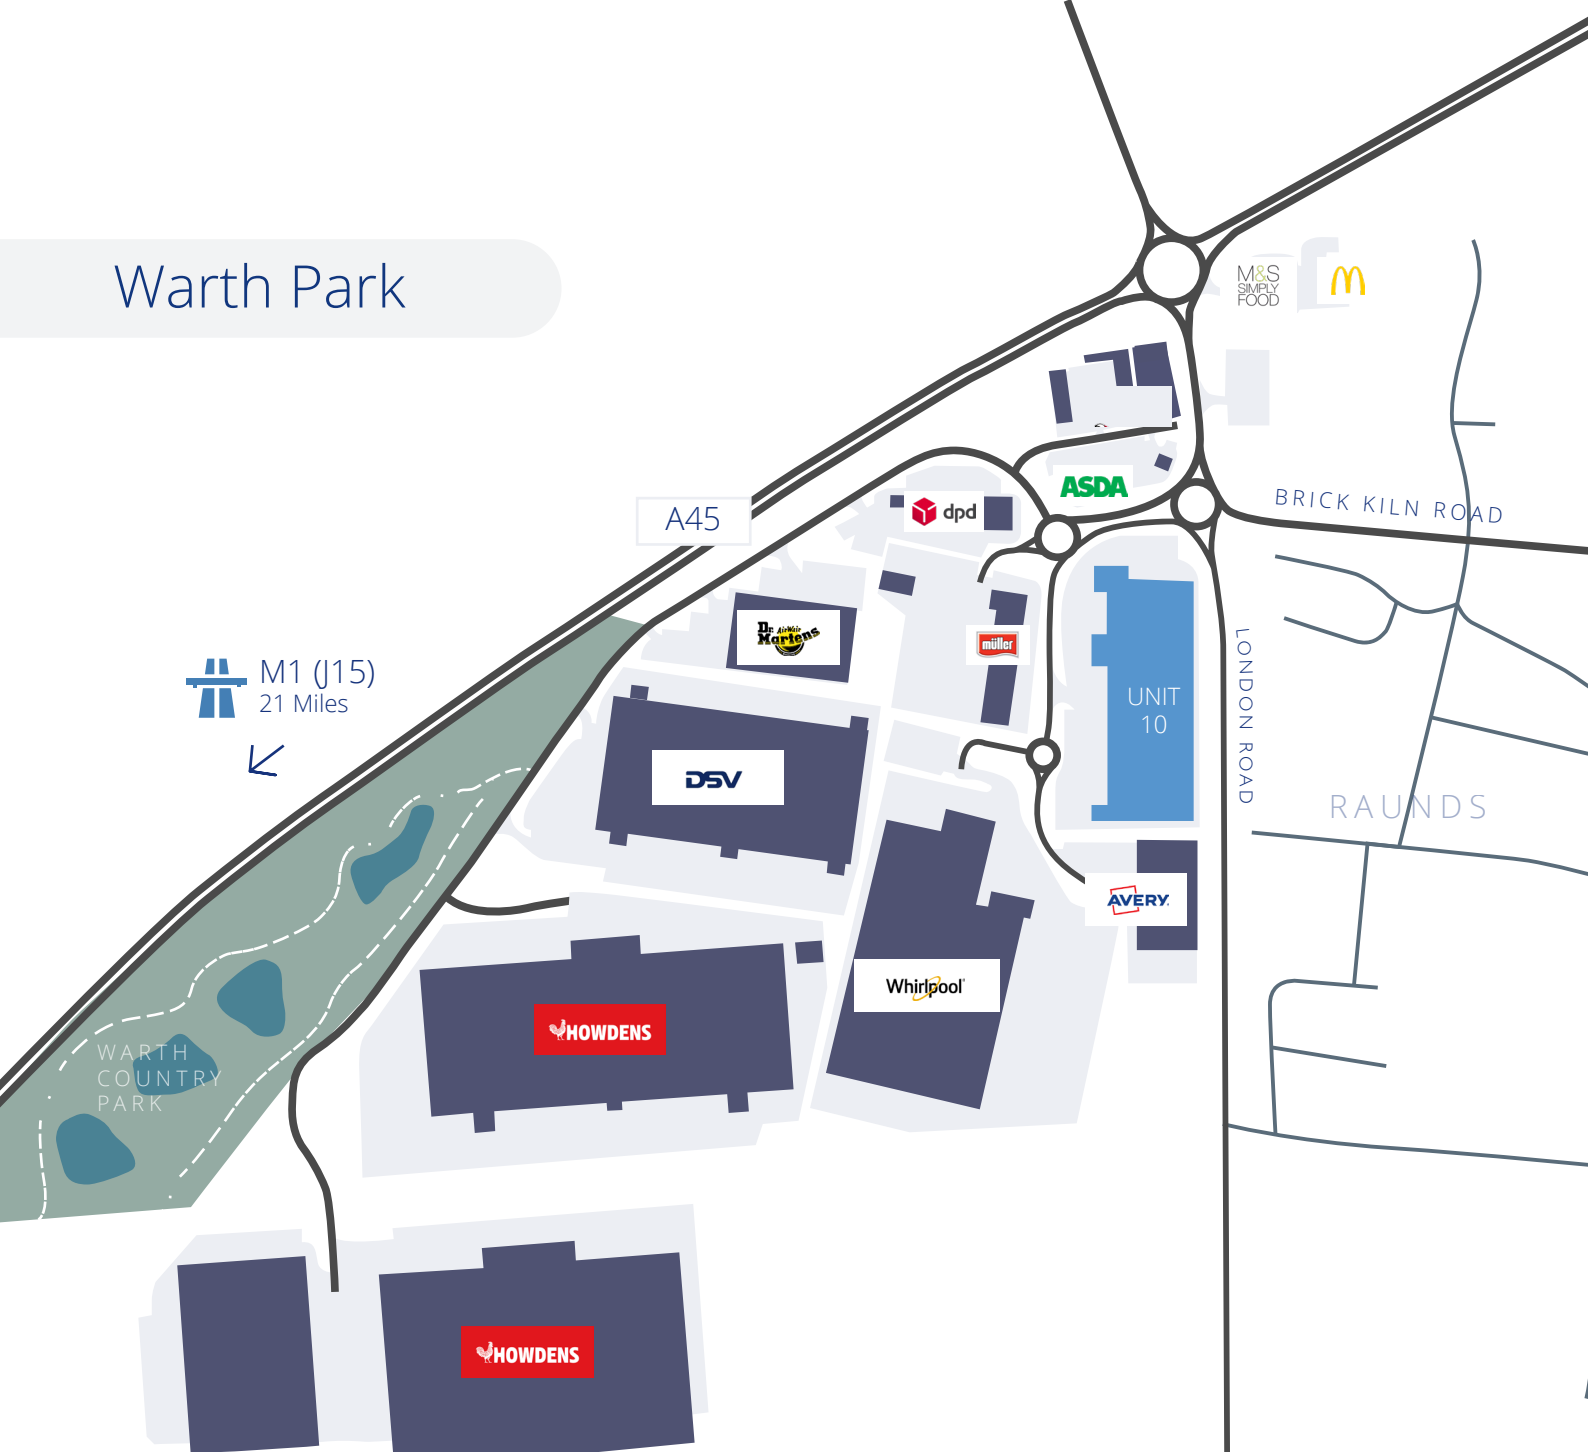 Warth Park
M&S
SIMPLY
FOOD
ASDA
BRICK KILN ROAD
dpd
A45
Dr.
AirWair
Martens
müller
M1 (J15)
21 Miles
UNIT
10
LONDON ROAD
DSV
RAUNDS
AVERY
Whirlpool
HOWDENS
WARTH
COUNTRY
PARK
HOWDENS